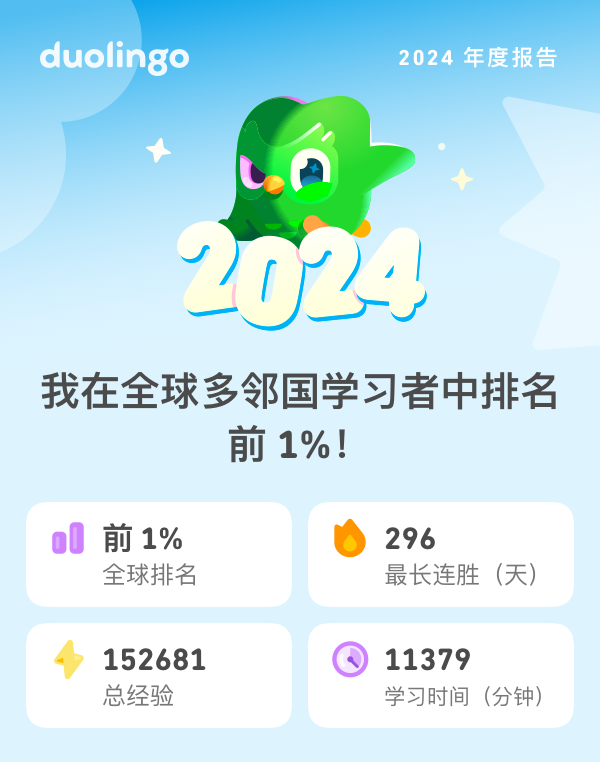 duolingo
2024 年度报告
2024
我在全球多邻国学习者中排名
前 1%！
前 1%
全球排名
296
最长连胜（天）
152681
总经验
11379
学习时间（分钟）